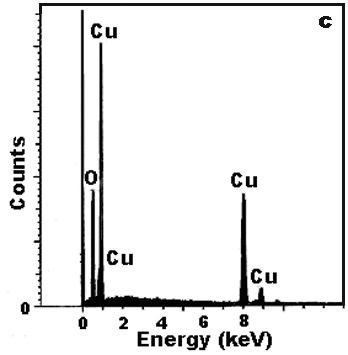 c
Cu
O
Cu
Cu
Cu
Counts
0
0 2 4 6 8
Energy (keV)